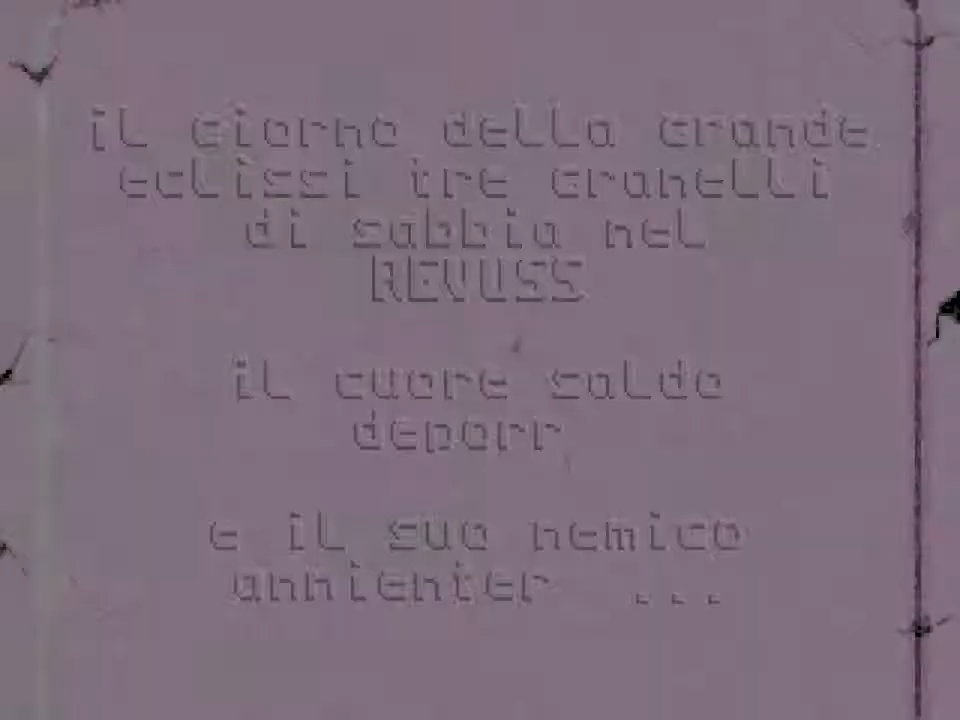 il giorno della grande
eclissi tre granelli
di sabbia nel
REVUSS
il cuore saldo
deporr
e il suo nemico
annienter ...